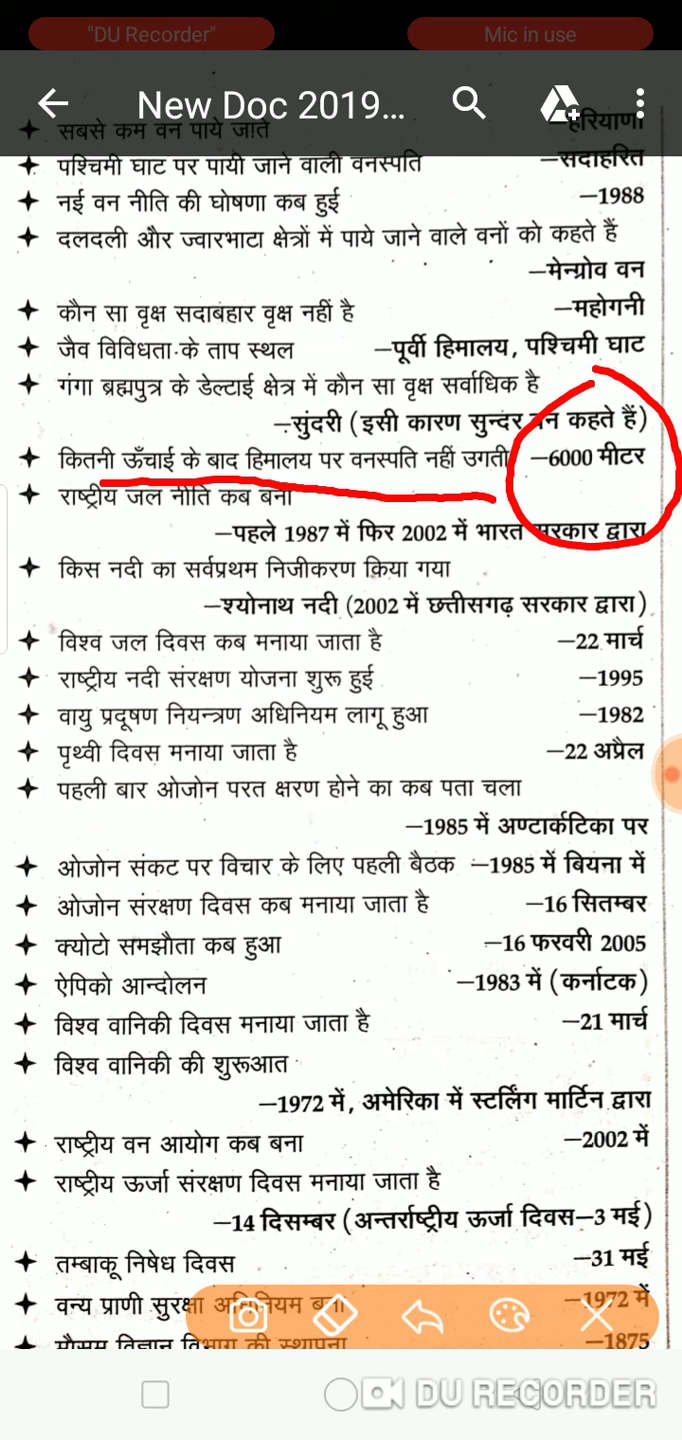 "DU Recorder" Mic in use
New Doc 2019...
सबसे कम वन पाये जाते –हरियाणा
पश्चिमी घाट पर पायी जाने वाली वनस्पति –सदाहरित
नई वन नीति की घोषणा कब हुई –1988
दलदली और ज्वारभाटा क्षेत्रों में पाये जाने वाले वनों को कहते हैं
–मेन्ग्रोव वन
कौन सा वृक्ष सदाबहार वृक्ष नहीं है –महोगनी
जैव विविधता के ताप स्थल –पूर्वी हिमालय, पश्चिमी घाट
गंगा ब्रह्मपुत्र के डेल्टाई क्षेत्र में कौन सा वृक्ष सर्वाधिक है
–सुंदरी (इसी कारण सुन्दर वन कहते हैं)
कितनी ऊँचाई के बाद हिमालय पर वनस्पति नहीं उगती –6000 मीटर
राष्ट्रीय जल नीति कब बना
–पहले 1987 में फिर 2002 में भारत सरकार द्वारा
किस नदी का सर्वप्रथम निजीकरण किया गया
–श्योनाथ नदी (2002 में छत्तीसगढ़ सरकार द्वारा)
विश्व जल दिवस कब मनाया जाता है –22 मार्च
राष्ट्रीय नदी संरक्षण योजना शुरू हुई –1995
वायु प्रदूषण नियन्त्रण अधिनियम लागू हुआ –1982
पृथ्वी दिवस मनाया जाता है –22 अप्रैल
पहली बार ओजोन परत क्षरण होने का कब पता चला
–1985 में अण्टार्कटिका पर
ओजोन संकट पर विचार के लिए पहली बैठक –1985 में बियना में
ओजोन संरक्षण दिवस कब मनाया जाता है –16 सितम्बर
क्योटो समझौता कब हुआ –16 फरवरी 2005
ऐपिको आन्दोलन –1983 में (कर्नाटक)
विश्व वानिकी दिवस मनाया जाता है –21 मार्च
विश्व वानिकी की शुरूआत
–1972 में, अमेरिका में स्टर्लिंग मार्टिन द्वारा
राष्ट्रीय वन आयोग कब बना –2002 में
राष्ट्रीय ऊर्जा संरक्षण दिवस मनाया जाता है
–14 दिसम्बर (अन्तर्राष्ट्रीय ऊर्जा दिवस–3 मई)
तम्बाकू निषेध दिवस –31 मई
वन्य प्राणी सुरक्षा अधिनियम बना –1972 में
मौसम विज्ञान विभाग की स्थापना –1875
DU RECORDER